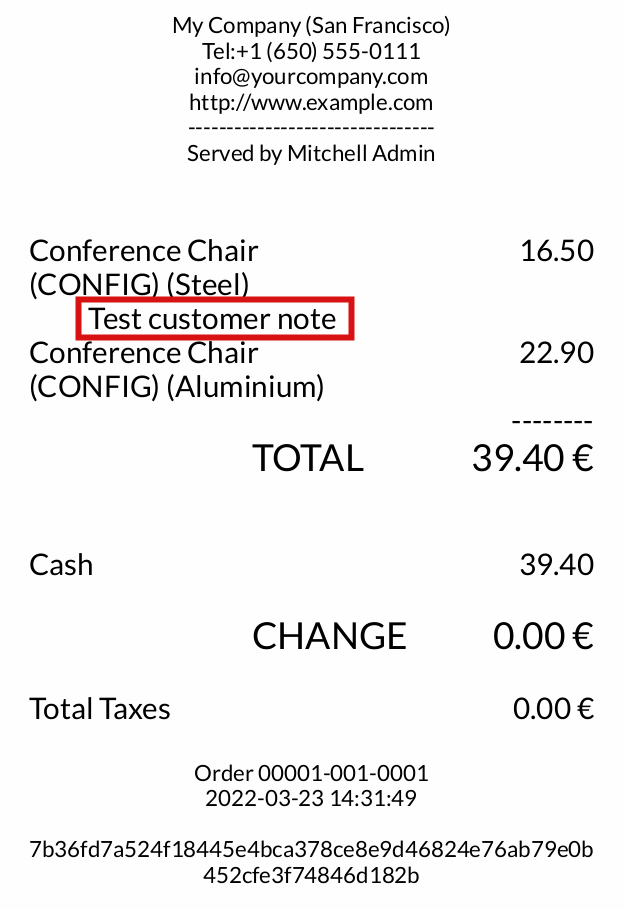 My Company (San Francisco)
Tel:+1 (650) 555-0111
info@yourcompany.com
http://www.example.com
--------------------------------
Served by Mitchell Admin
Conference Chair 16.50
(CONFIG) (Steel)
Test customer note
Conference Chair 22.90
(CONFIG) (Aluminium)
--------
TOTAL 39.40 €
Cash 39.40
CHANGE 0.00 €
Total Taxes 0.00 €
Order 00001-001-0001
2022-03-23 14:31:49
7b36fd7a524f18445e4bca378ce8e9d46824e76ab79e0b
452cfe3f74846d182b